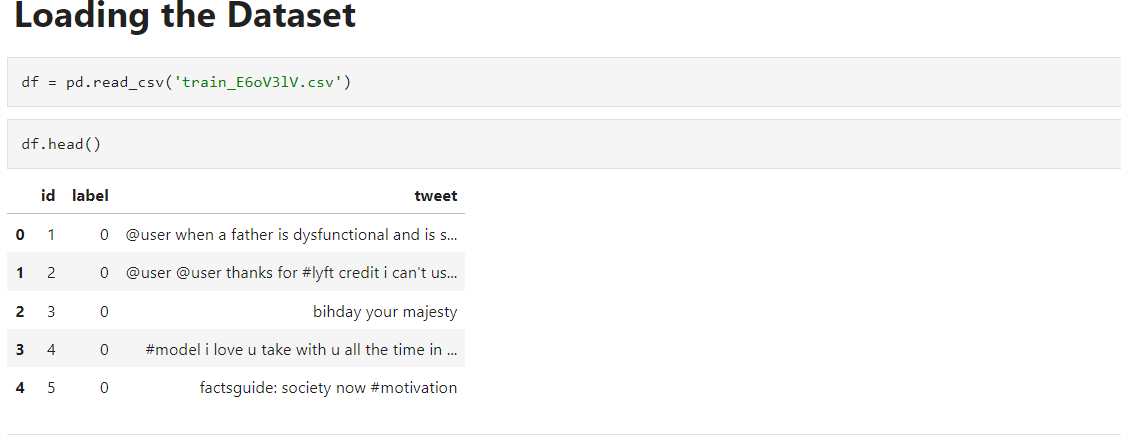 Loading the Dataset
df = pd.read_csv('train_E6oV3lV.csv')
df.head()
id label tweet
0 1 0 @user when a father is dysfunctional and is s...
1 2 0 @user @user thanks for #lyft credit i can't us...
2 3 0 bihday your majesty
3 4 0 #model i love u take with u all the time in ...
4 5 0 factsguide: society now #motivation